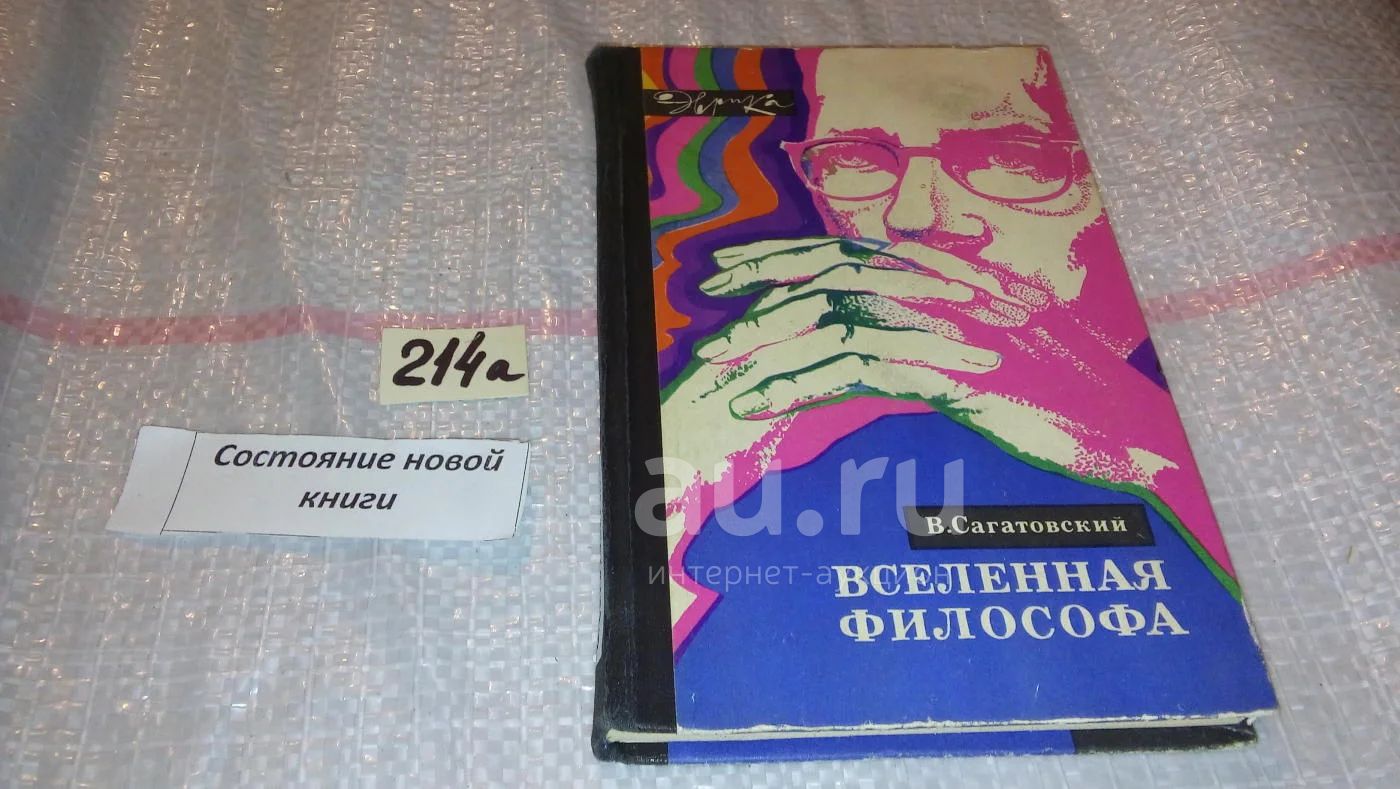 Эврика
214а
Состояние новой
книги
au.ru
интернет-аукцион
В.Сагатовский
ВСЕЛЕННАЯ
ФИЛОСОФА